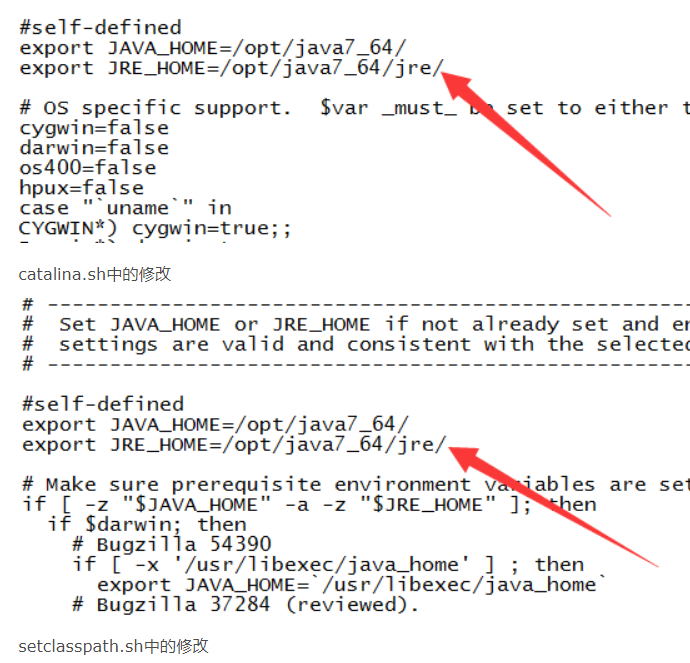 #self-defined
export JAVA_HOME=/opt/java7_64/
export JRE_HOME=/opt/java7_64/jre/
# OS specific support.  $var _must_ be set to either t
cygwin=false
darwin=false
os400=false
hpux=false
case "`uname`" in
CYGWIN*) cygwin=true;;
catalina.sh中的修改
# ------------------------------------------------------
#  Set JAVA_HOME or JRE_HOME if not already set and en
#  settings are valid and consistent with the selected
# ------------------------------------------------------
#self-defined
export JAVA_HOME=/opt/java7_64/
export JRE_HOME=/opt/java7_64/jre/
# Make sure prerequisite environment variables are set
if [ -z "$JAVA_HOME" -a -z "$JRE_HOME" ]; then
  if $darwin; then
    # Bugzilla 54390
    if [ -x '/usr/libexec/java_home' ] ; then
      export JAVA_HOME=`/usr/libexec/java_home`
    # Bugzilla 37284 (reviewed).
setclasspath.sh中的修改